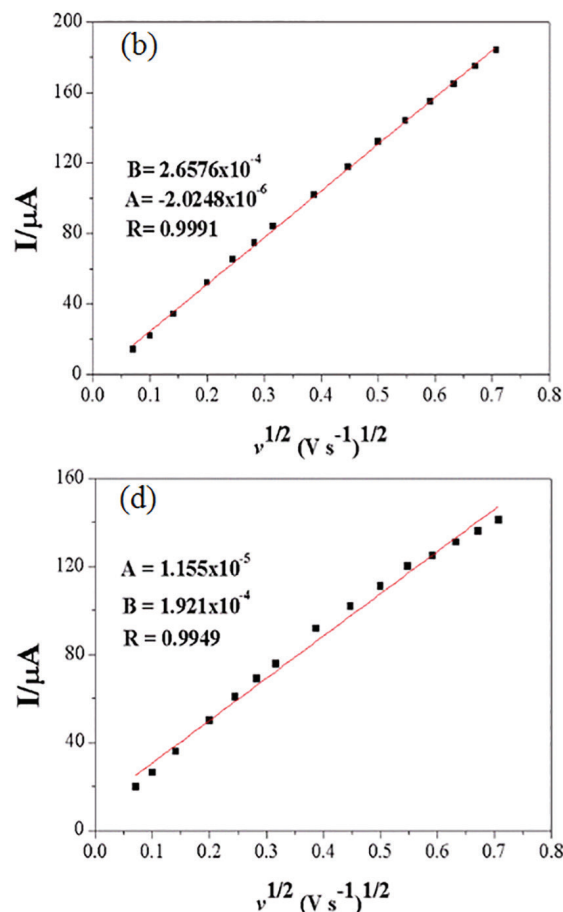 (b)
160
120
80
40
0
I/μA
B= 2.6576x10⁻⁴
A= -2.0248x10⁻⁶
R= 0.9991
0.0 0.1 0.2 0.3 0.4 0.5 0.6 0.7 0.8
v¹/² (V s⁻¹)¹/²
(d)
160
120
80
40
0
I/μA
A = 1.155x10⁻⁵
B = 1.921x10⁻⁴
R = 0.9949
0.0 0.1 0.2 0.3 0.4 0.5 0.6 0.7 0.8
v¹/² (V s⁻¹)¹/²